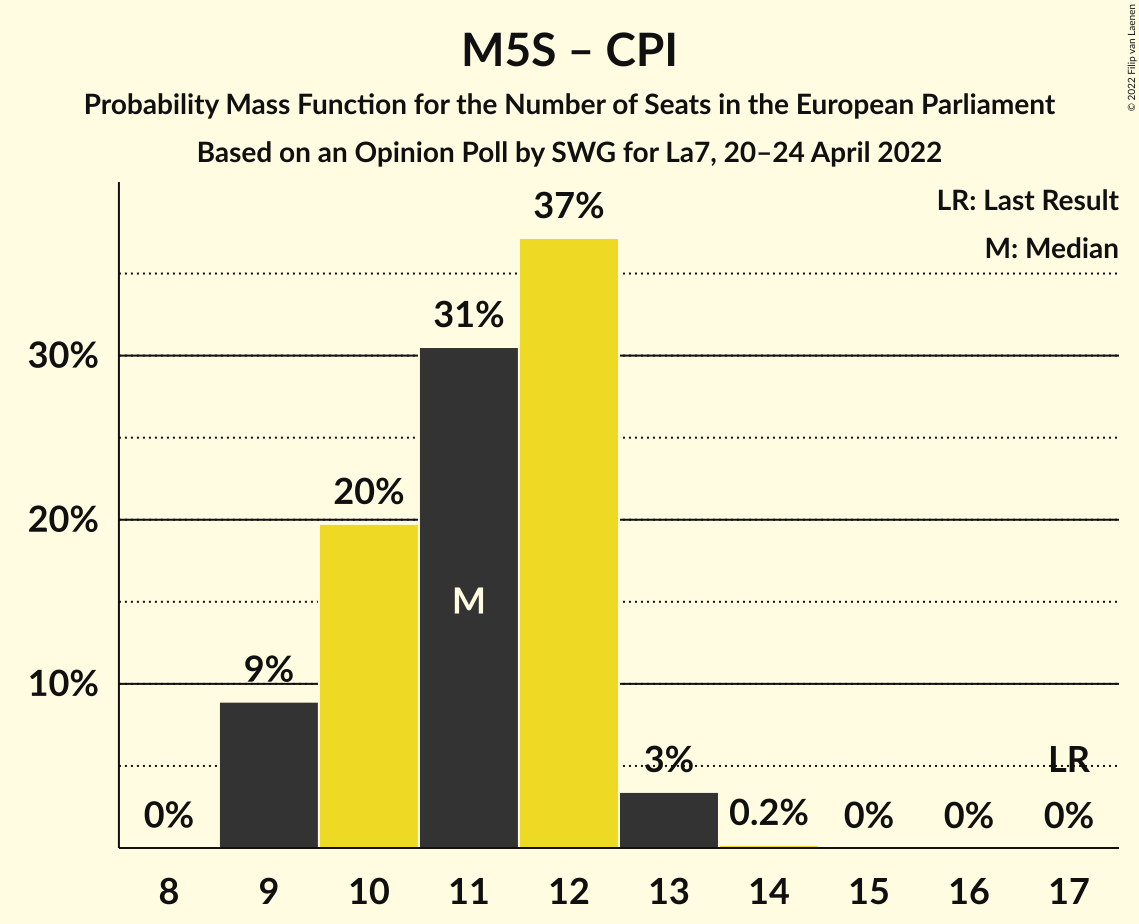 M5S – CPI
Probability Mass Function for the Number of Seats in the European Parliament
Based on an Opinion Poll by SWG for La7, 20–24 April 2022
© 2022 Filip van Laenen
LR: Last Result
M: Median
37%
31%
30%
20%
20%
M
9%
10%
3%
LR
0%
0.2%
0%
0%
0%
8 9 10 11 12 13 14 15 16 17